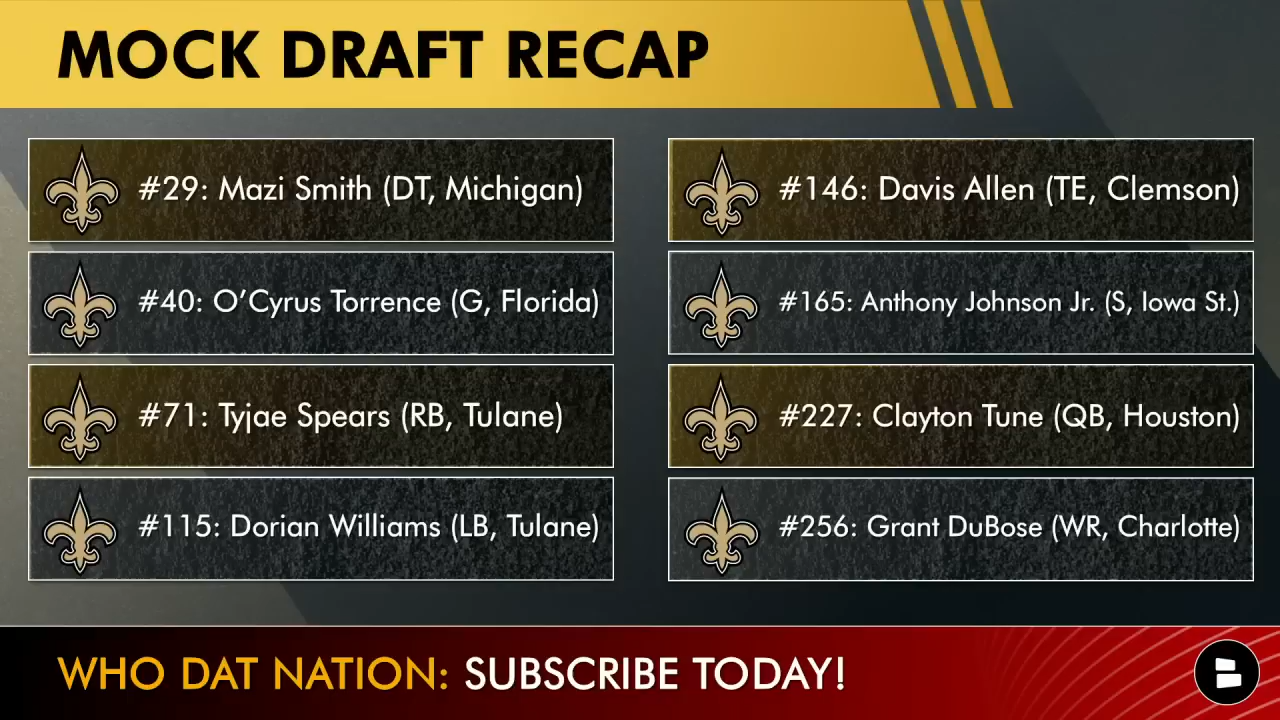 MOCK DRAFT RECAP
#29: Mazi Smith (DT, Michigan)
#40: O’Cyrus Torrence (G, Florida)
#71: Tyjae Spears (RB, Tulane)
#115: Dorian Williams (LB, Tulane)
#146: Davis Allen (TE, Clemson)
#165: Anthony Johnson Jr. (S, Iowa St.)
#227: Clayton Tune (QB, Houston)
#256: Grant DuBose (WR, Charlotte)
WHO DAT NATION: SUBSCRIBE TODAY!